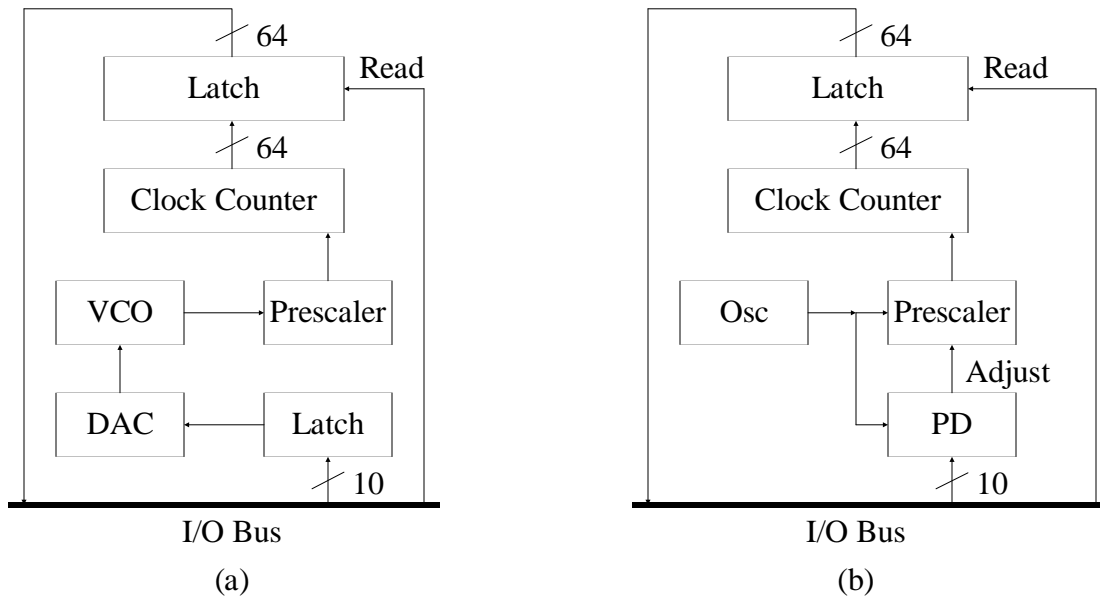 64
Latch
Read
64
Clock Counter
VCO
Prescaler
DAC
Latch
10
I/O Bus
(a)
64
Latch
Read
64
Clock Counter
Osc
Prescaler
Adjust
PD
10
I/O Bus
(b)